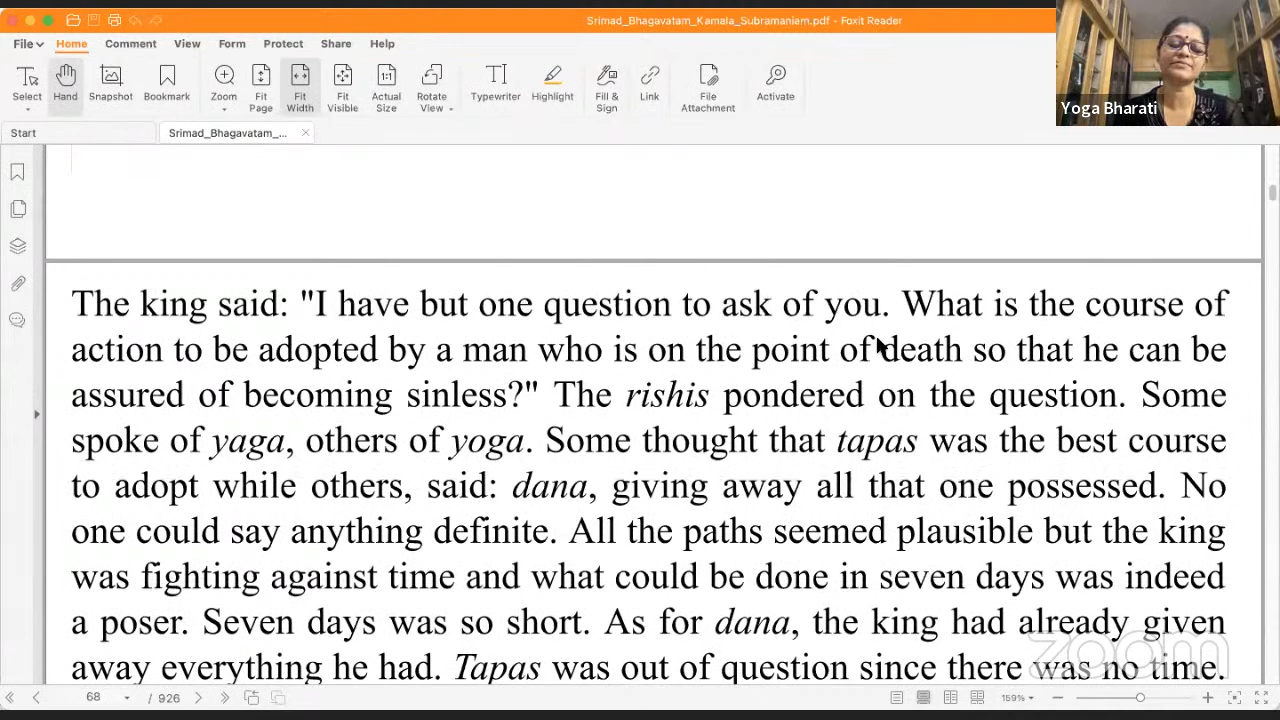 Srimad_Bhagavatam_Kamala_Subramaniam.pdf - Foxit Reader
File Home Comment View Form Protect Share Help
Select Hand Snapshot Bookmark Zoom Fit Page Fit Width Fit Visible Actual Size Rotate View Typewriter Highlight Fill & Sign Link File Attachment Activate
Yoga Bharati
Start Srimad_Bhagavatam_...
The king said: "I have but one question to ask of you. What is the course of
action to be adopted by a man who is on the point of death so that he can be
assured of becoming sinless?" The rishis pondered on the question. Some
spoke of yaga, others of yoga. Some thought that tapas was the best course
to adopt while others, said: dana, giving away all that one possessed. No
one could say anything definite. All the paths seemed plausible but the king
was fighting against time and what could be done in seven days was indeed
a poser. Seven days was so short. As for dana, the king had already given
away everything he had. Tapas was out of question since there was no time.
zoom
68 / 926 159%